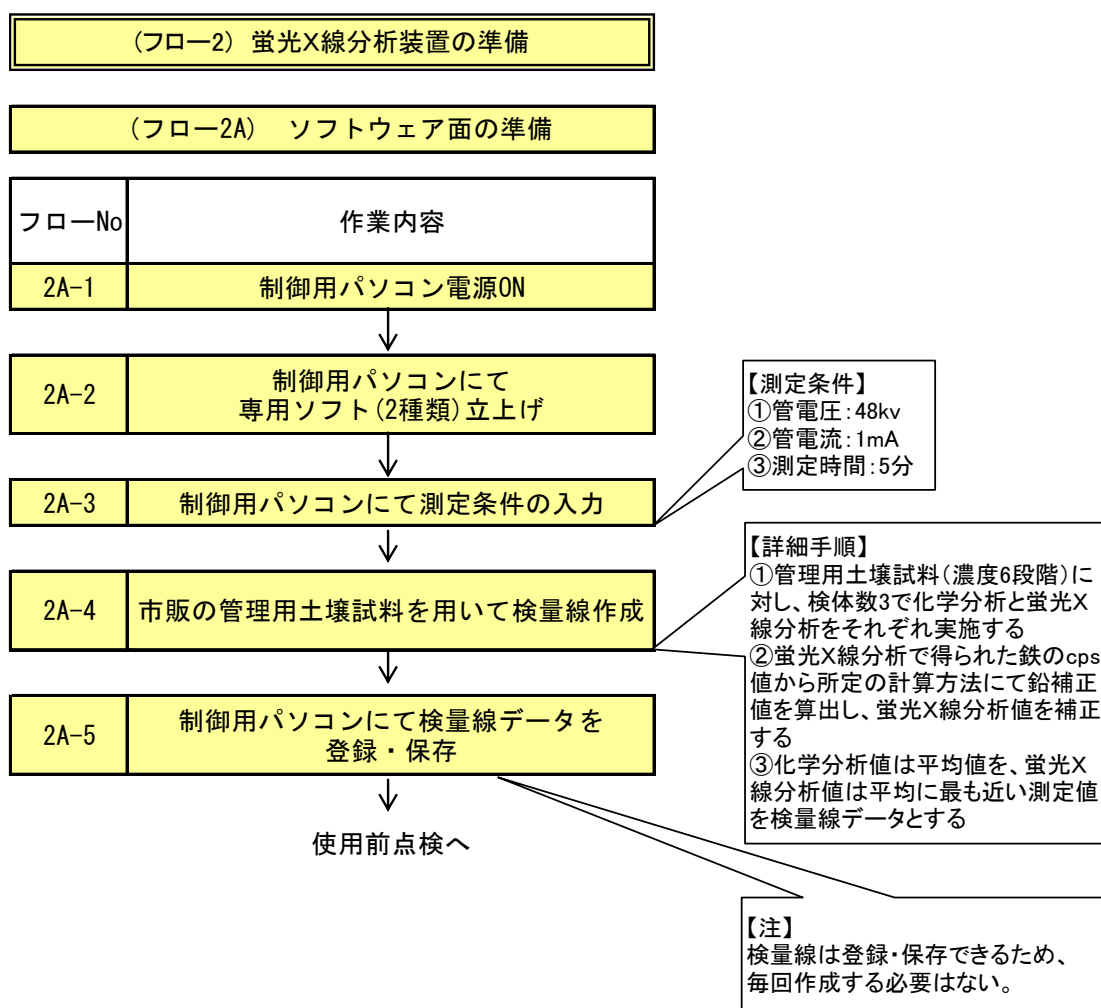 (フロー2) 蛍光X線分析装置の準備
(フロー2A) ソフトウェア面の準備
フローNo 作業内容
2A-1 制御用パソコン電源ON
2A-2 制御用パソコンにて
専用ソフト(2種類)立上げ
【測定条件】
①管電圧:48kv
②管電流:1mA
③測定時間:5分
2A-3 制御用パソコンにて測定条件の入力
2A-4 市販の管理用土壌試料を用いて検量線作成
【詳細手順】
①管理用土壌試料(濃度6段階)に
対し、検体数3で化学分析と蛍光X
線分析をそれぞれ実施する
②蛍光X線分析で得られた鉄のcps
値から所定の計算方法にて鉛補正
値を算出し、蛍光X線分析値を補正
する
③化学分析値は平均値を、蛍光X
線分析値は平均に最も近い測定値
を検量線データとする
2A-5 制御用パソコンにて検量線データを
登録・保存
使用前点検へ
【注】
検量線は登録・保存できるため、
毎回作成する必要はない。